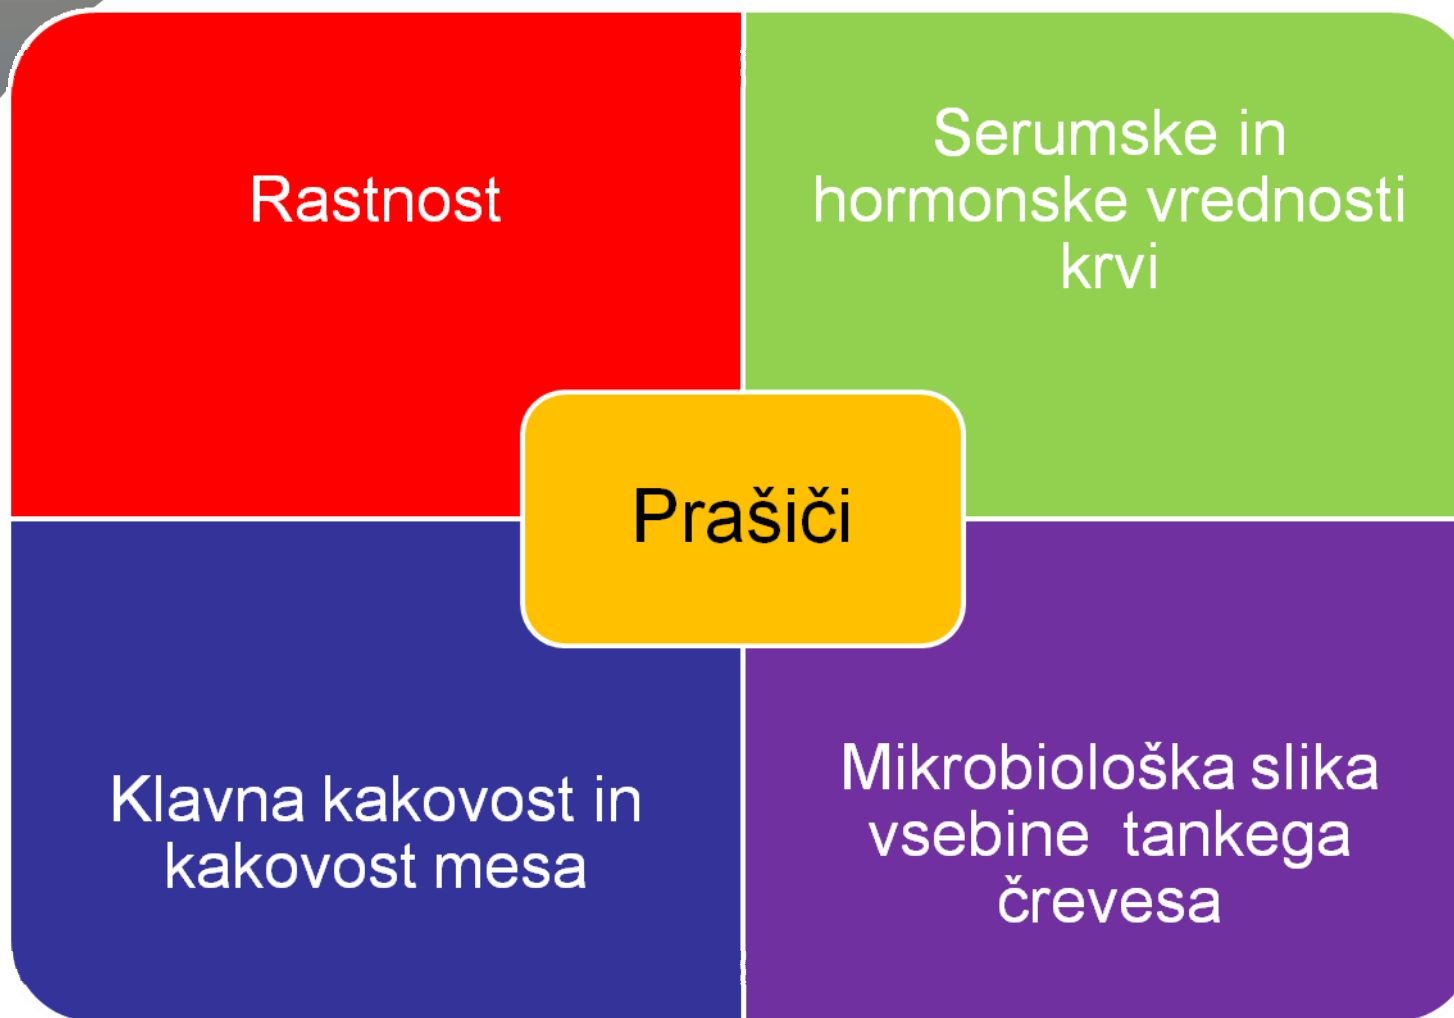 Rastnost
Serumske in
hormonske vrednosti
krvi
Prašiči
Klavna kakovost in
kakovost mesa
Mikrobiološka slika
vsebine tankega
črevesa